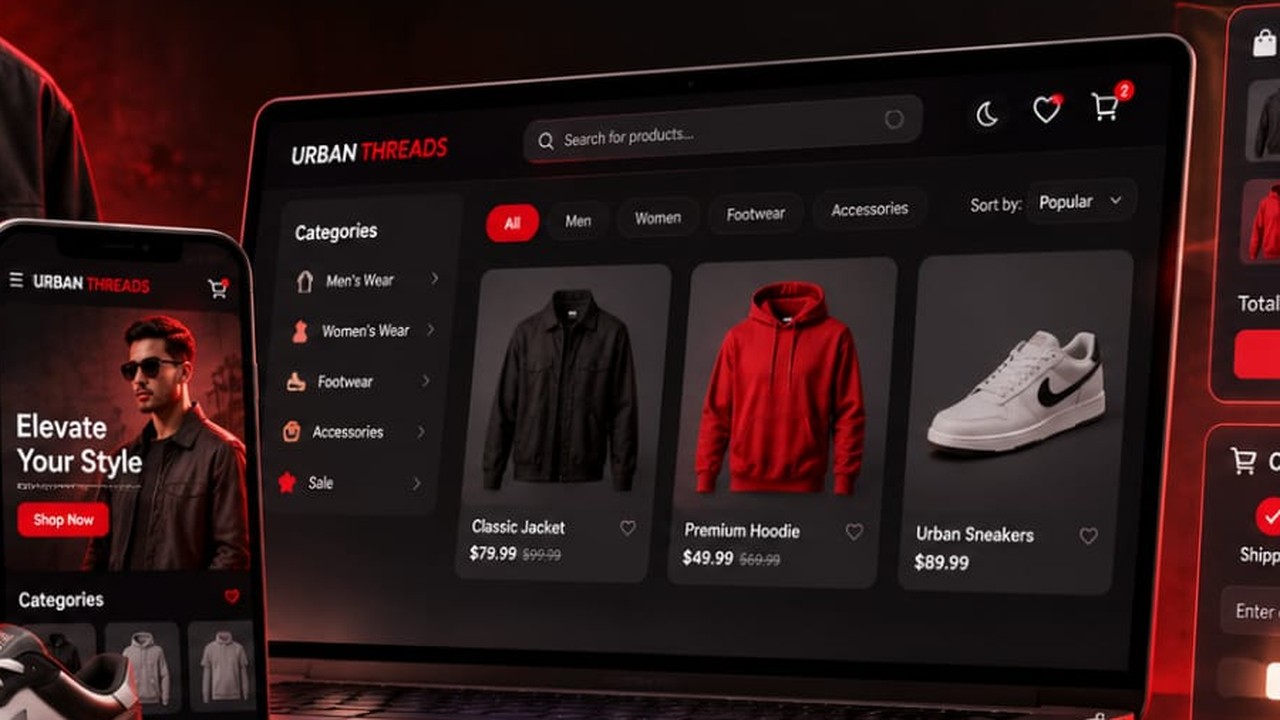 URBAN THREADS
Search for products...
2
Categories
Men's Wear
Women's Wear
Footwear
Accessories
Sale
All
Men
Women
Footwear
Accessories
Sort by:
Popular
Classic Jacket
$79.99 $99.99
Premium Hoodie
$49.99 $69.99
Urban Sneakers
$89.99
URBAN THREADS
Elevate
Your Style
Shop Now
Categories
Total
Enter